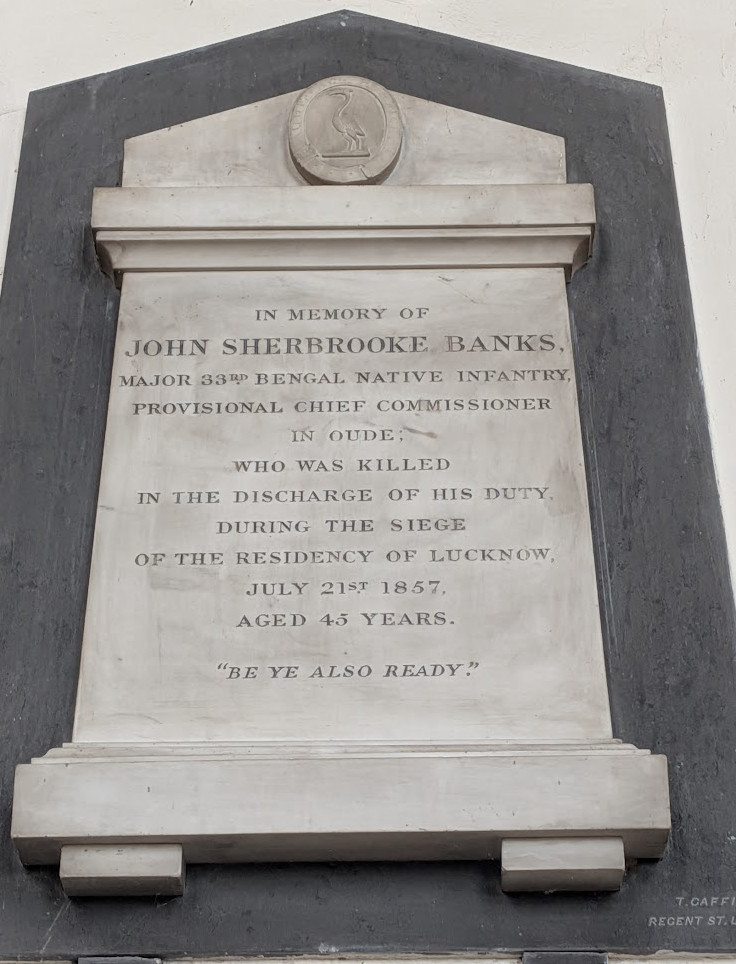 IN MEMORY OF
JOHN SHERBROOKE BANKS,
MAJOR 33RD BENGAL NATIVE INFANTRY,
PROVISIONAL CHIEF COMMISSIONER
IN OUDE;
WHO WAS KILLED
IN THE DISCHARGE OF HIS DUTY,
DURING THE SIEGE
OF THE RESIDENCY OF LUCKNOW,
JULY 21ST 1857,
AGED 45 YEARS.
"BE YE ALSO READY."
T. GAFFI
REGENT ST. L